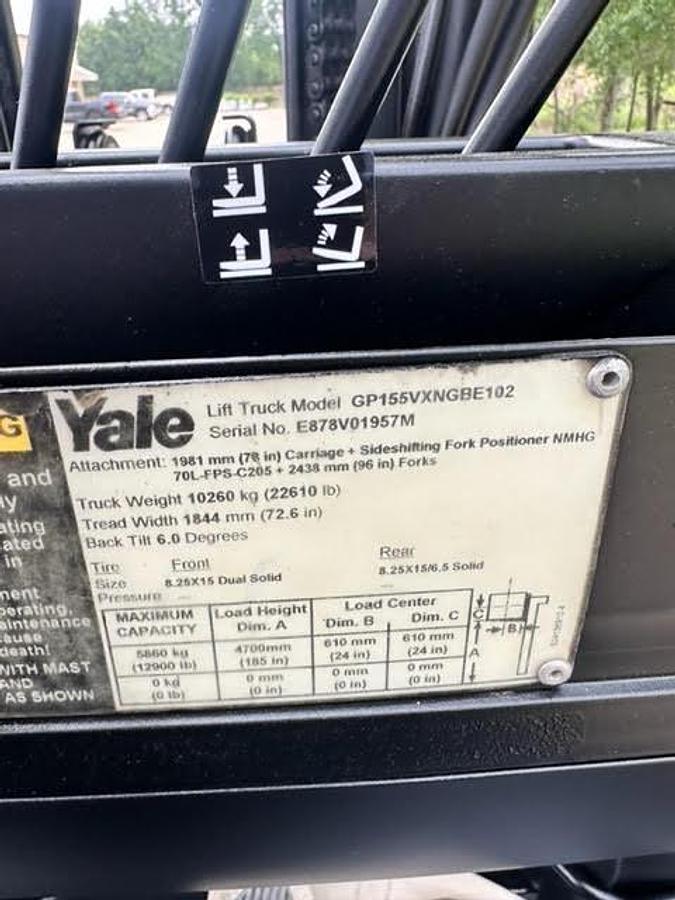 G
Yale
Lift Truck Model GP155VXNGBE102
Serial No. E878V01957M
Attachment: 1981 mm (78 in) Carriage + Sideshifting Fork Positioner NMHG
70L-FPS-C205 + 2438 mm (96 in) Forks
Truck Weight 10260 kg (22610 lb)
Tread Width 1844 mm (72.6 in)
Back Tilt 6.0 Degrees
Tire Front Rear
Size 8.25X15 Dual Solid 8.25X15/6.5 Solid
Pressure — —
MAXIMUM CAPACITY Load Height Dim. A Load Center Dim. B Dim. C
5860 kg (12900 lb) 4700mm (185 in) 610 mm (24 in) 610 mm (24 in)
0 kg (0 lb) 0 mm (0 in) 0 mm (0 in) 0 mm (0 in)
C
B
A
and
ly
ating
ated
in
ment
perating,
aintenance
ause
death!
WITH MAST
AND
AS SHOWN